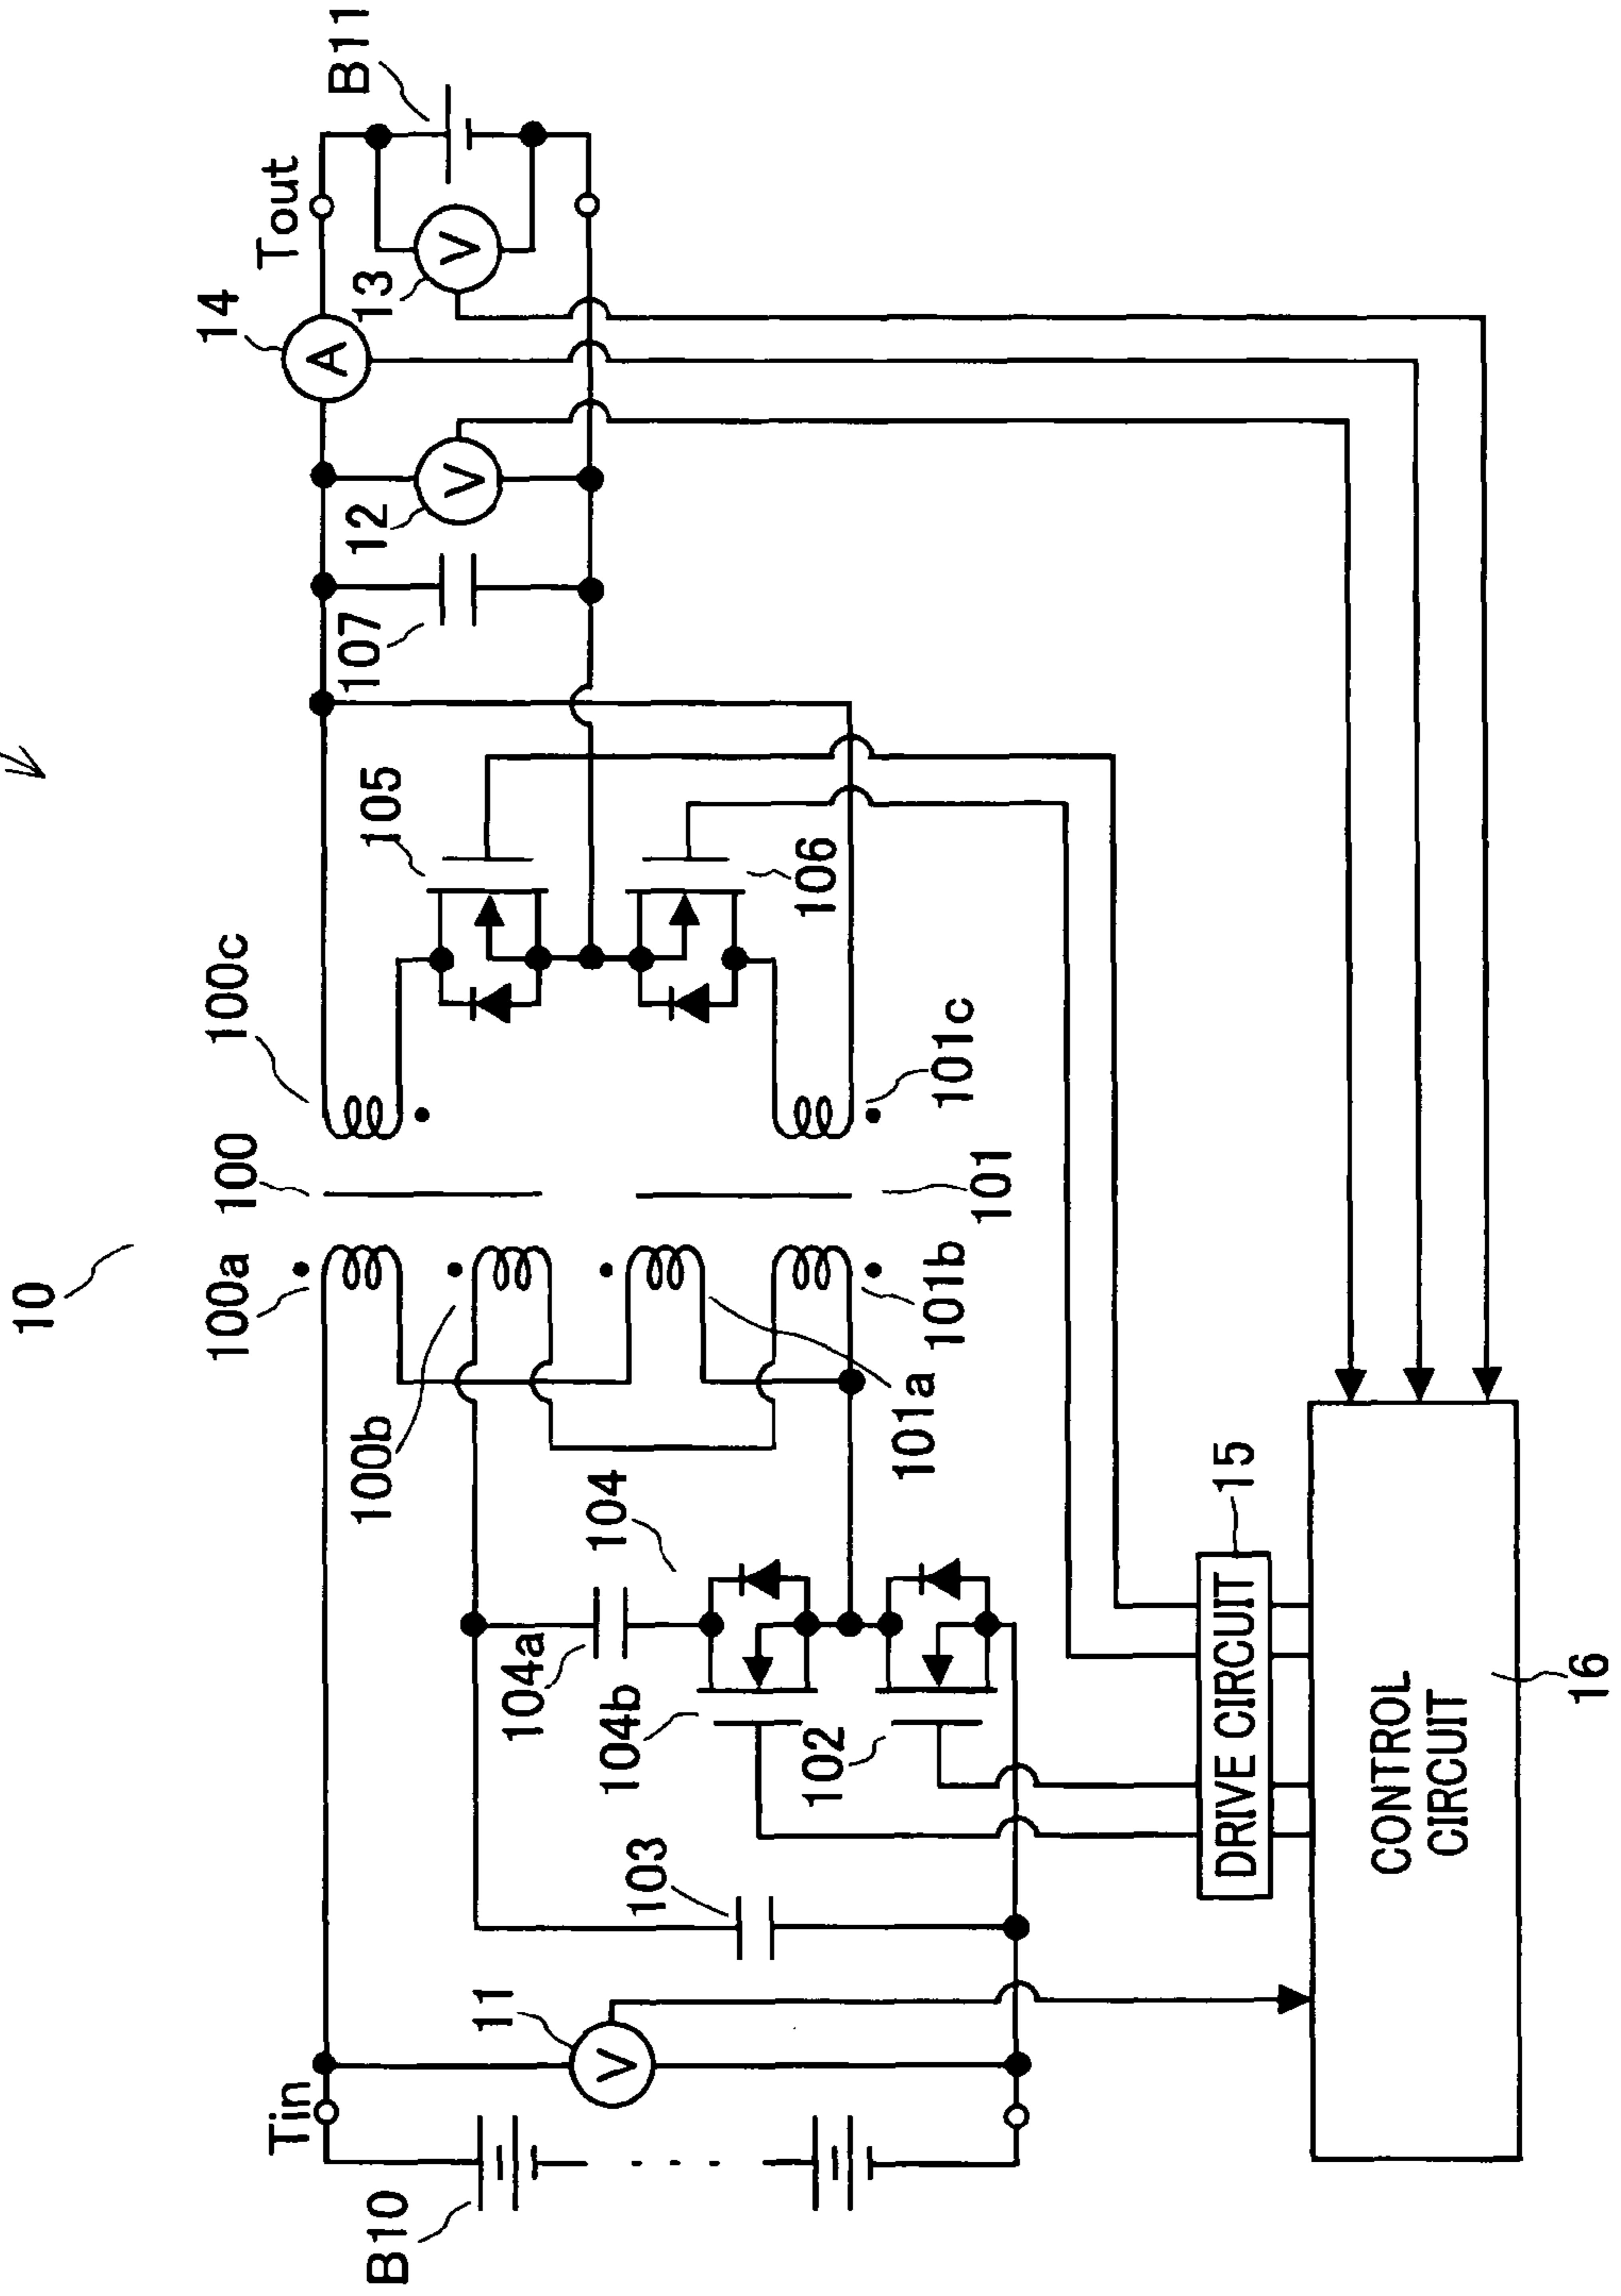 10
B10
Tin
11
V
103
104a
104b
104
102
100a
100b
101a
101b
100
101
100c
101c
105
106
107
12
V
14
A
13
V
Tout
B11
DRIVE CIRCUIT
15
CONTROL
CIRCUIT
16